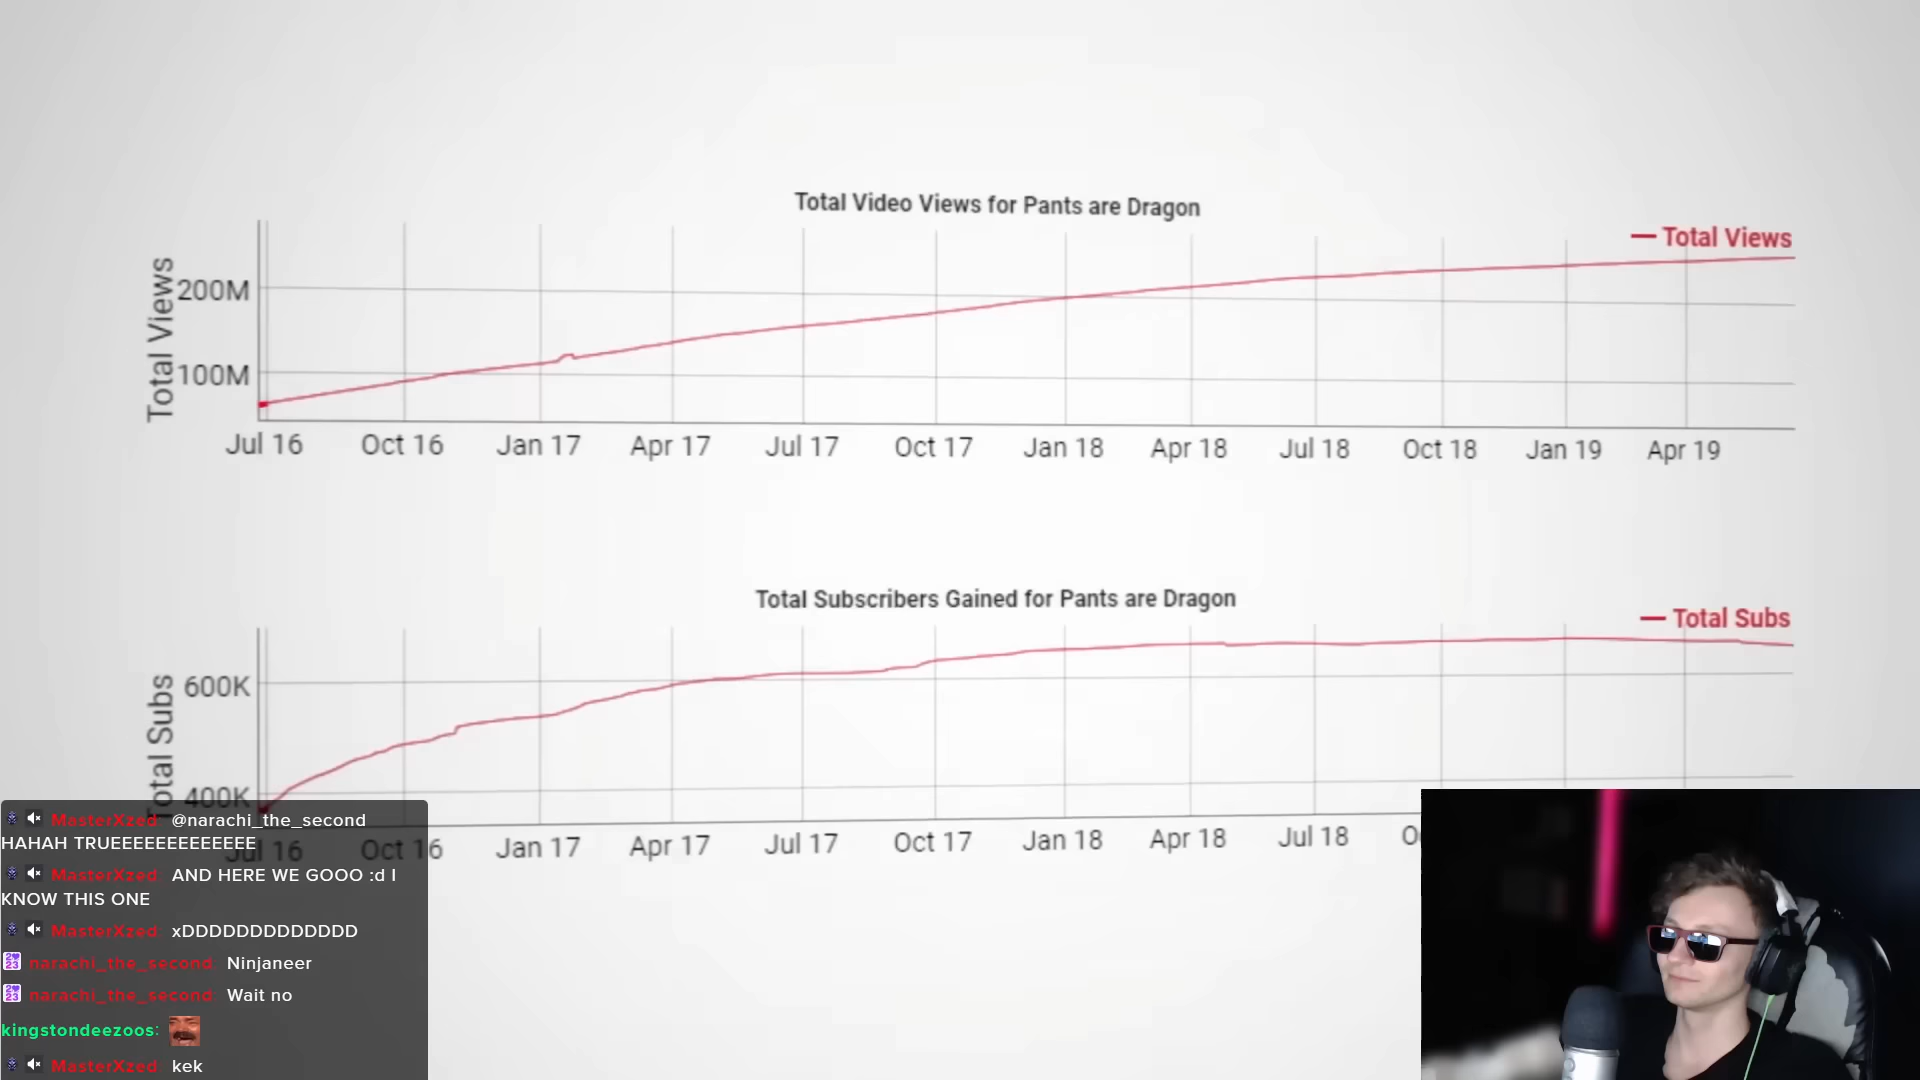 Total Video Views for Pants are Dragon
Total Views
Total Views
200M
100M
Jul 16 Oct 16 Jan 17 Apr 17 Jul 17 Oct 17 Jan 18 Apr 18 Jul 18 Oct 18 Jan 19 Apr 19
Total Subscribers Gained for Pants are Dragon
Total Subs
Total Subs
600K
400K
Jul 16 Oct 16 Jan 17 Apr 17 Jul 17 Oct 17 Jan 18 Apr 18 Jul 18
MasterXzed: @narachi_the_second
HAHAH TRUEEEEEEEEEEEEE
MasterXzed: AND HERE WE GOOO :d I
KNOW THIS ONE
MasterXzed: xDDDDDDDDDDDDD
narachi_the_second: Ninjaneer
narachi_the_second: Wait no
kingstondeezoos:
MasterXzed: kek